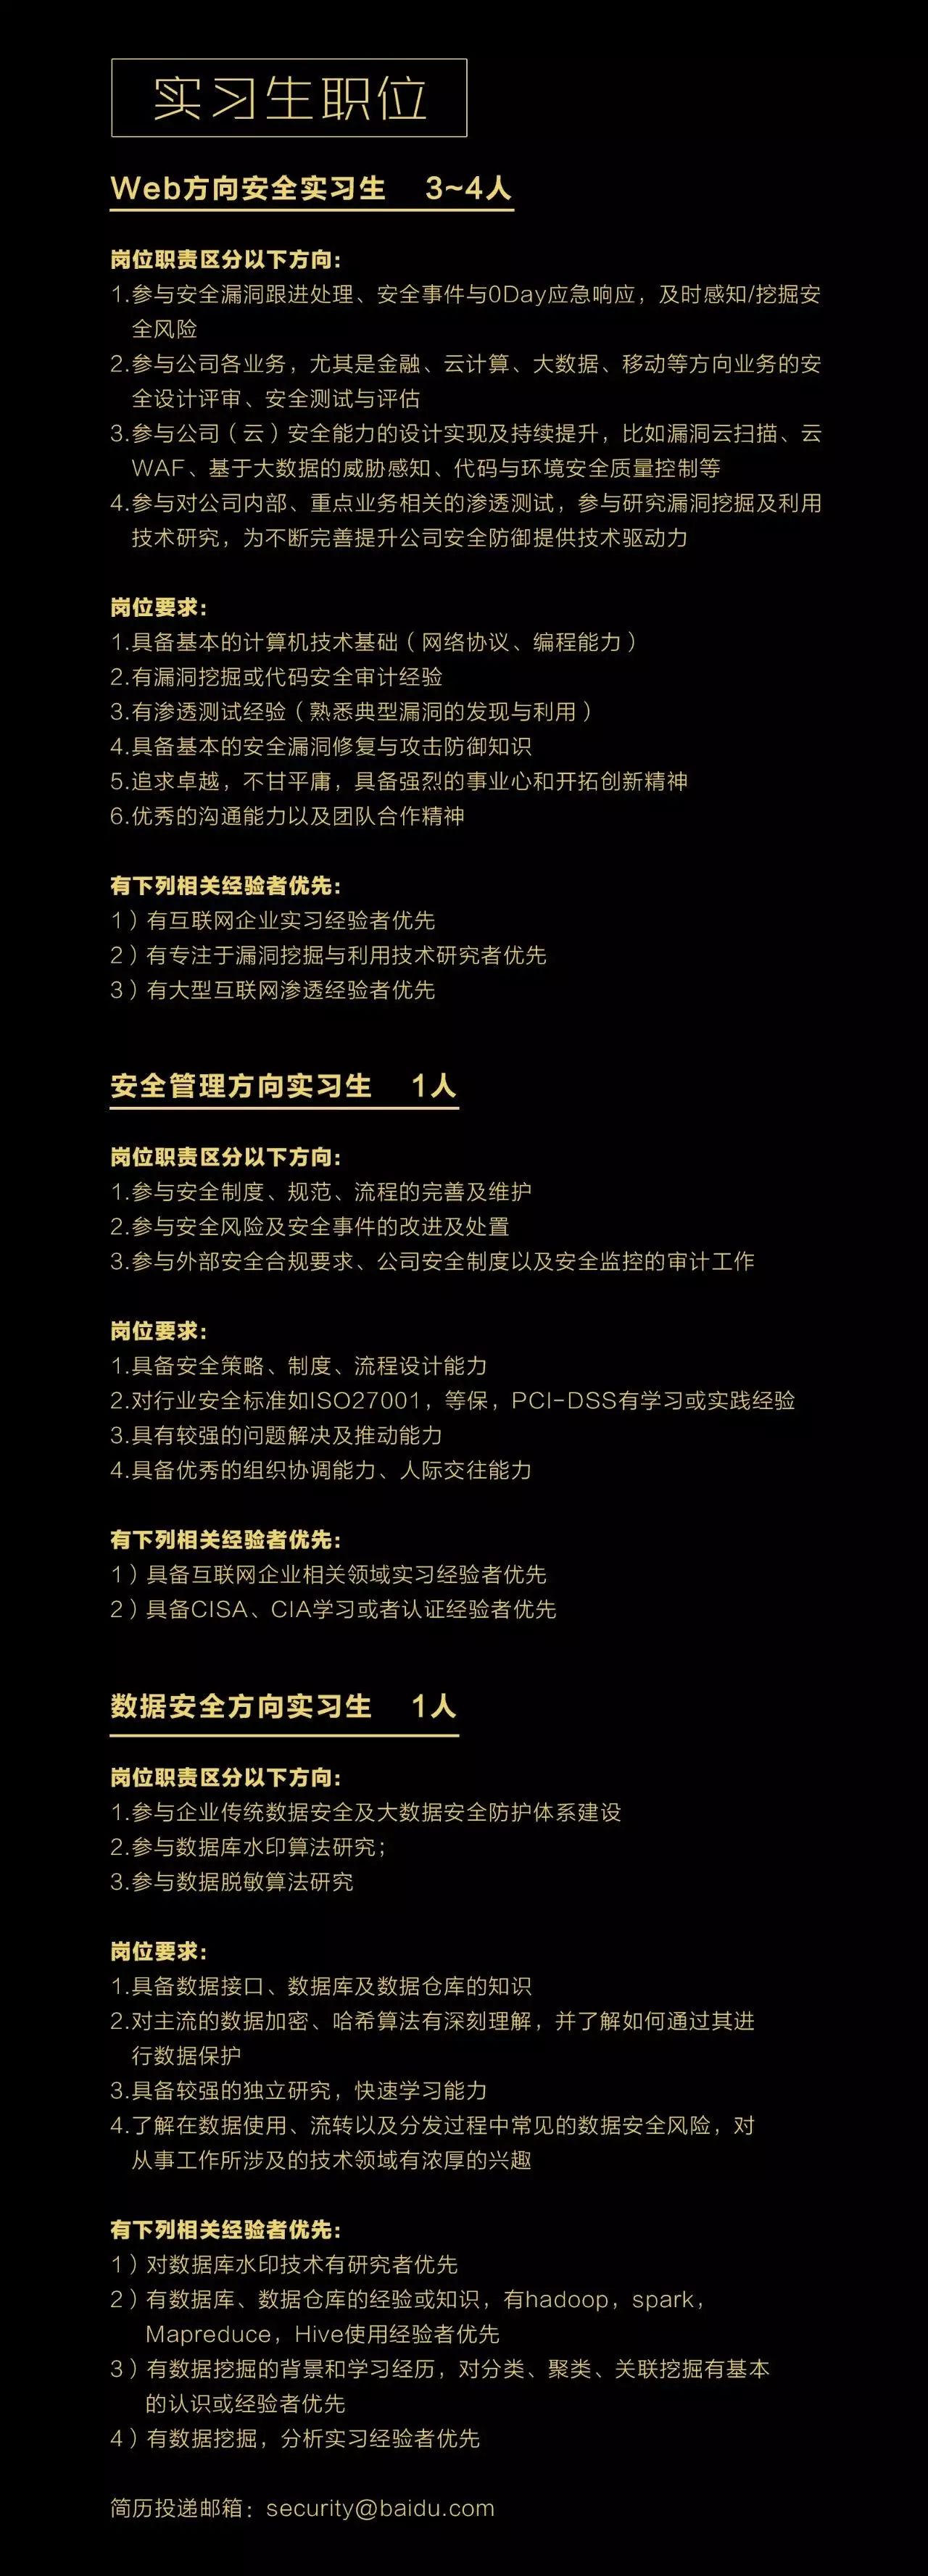 实习生职位
Web方向安全实习生 3~4人
岗位职责区分以下方向：
1.参与安全漏洞跟进处理、安全事件与0Day应急响应，及时感知/挖掘安
全风险
2.参与公司各业务，尤其是金融、云计算、大数据、移动等方向业务的安
全设计评审、安全测试与评估
3.参与公司（云）安全能力的设计实现及持续提升，比如漏洞云扫描、云
WAF、基于大数据的威胁感知、代码与环境安全质量控制等
4.参与对公司内部、重点业务相关的渗透测试，参与研究漏洞挖掘及利用
技术研究，为不断完善提升公司安全防御提供技术驱动力
岗位要求：
1.具备基本的计算机技术基础（网络协议、编程能力）
2.有漏洞挖掘或代码安全审计经验
3.有渗透测试经验（熟悉典型漏洞的发现与利用）
4.具备基本的安全漏洞修复与攻击防御知识
5.追求卓越，不甘平庸，具备强烈的事业心和开拓创新精神
6.优秀的沟通能力以及团队合作精神
有下列相关经验者优先：
1）有互联网企业实习经验者优先
2）有专注于漏洞挖掘与利用技术研究者优先
3）有大型互联网渗透经验者优先
安全管理方向实习生 1人
岗位职责区分以下方向：
1.参与安全制度、规范、流程的完善及维护
2.参与安全风险及安全事件的改进及处置
3.参与外部安全合规要求、公司安全制度以及安全监控的审计工作
岗位要求：
1.具备安全策略、制度、流程设计能力
2.对行业安全标准如ISO27001，等保，PCI-DSS有学习或实践经验
3.具有较强的问题解决及推动能力
4.具备优秀的组织协调能力、人际交往能力
有下列相关经验者优先：
1）具备互联网企业相关领域实习经验者优先
2）具备CISA、CIA学习或者认证经验者优先
数据安全方向实习生 1人
岗位职责区分以下方向：
1.参与企业传统数据安全及大数据安全防护体系建设
2.参与数据库水印算法研究；
3.参与数据脱敏算法研究
岗位要求：
1.具备数据接口、数据库及数据仓库的知识
2.对主流的数据加密、哈希算法有深刻理解，并了解如何通过其进
行数据保护
3.具备较强的独立研究，快速学习能力
4.了解在数据使用、流转以及分发过程中常见的数据安全风险，对
从事工作所涉及的技术领域有浓厚的兴趣
有下列相关经验者优先：
1）对数据库水印技术有研究者优先
2）有数据库、数据仓库的经验或知识，有hadoop，spark，
Mapreduce，Hive使用经验者优先
3）有数据挖掘的背景和学习经历，对分类、聚类、关联挖掘有基本
的认识或经验者优先
4）有数据挖掘，分析实习经验者优先
简历投递邮箱：security@baidu.com